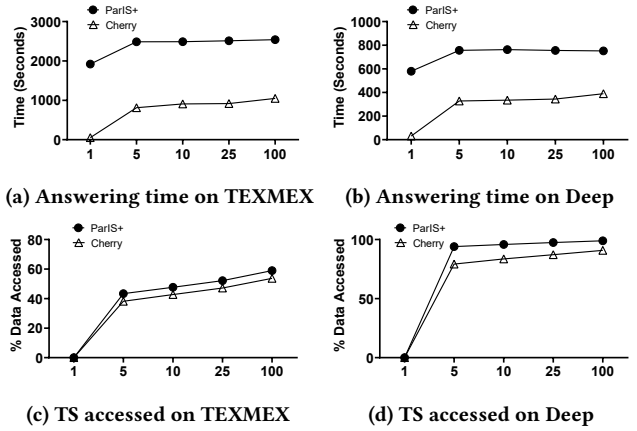 ParIS+
Cherry
Time (Seconds)
3000
2000
1000
0
1 5 10 25 100
(a) Answering time on TEXMEX
ParIS+
Cherry
Time (Seconds)
1000
800
600
400
200
0
1 5 10 25 100
(b) Answering time on Deep
ParIS+
Cherry
% Data Accessed
80
60
40
20
0
1 5 10 25 100
(c) TS accessed on TEXMEX
ParIS+
Cherry
% Data Accessed
100
50
0
1 5 10 25 100
(d) TS accessed on Deep